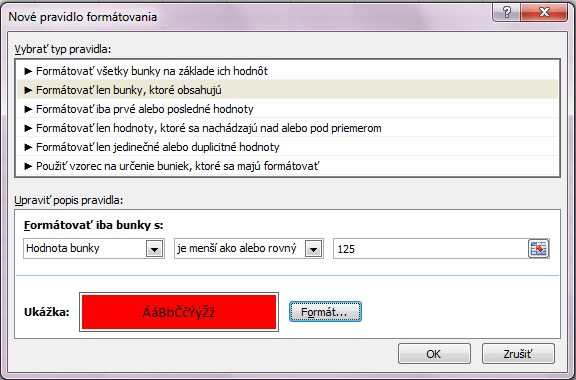 Nové pravidlo formátovania
Vybrať typ pravidla:
► Formátovať všetky bunky na základe ich hodnôt
► Formátovať len bunky, ktoré obsahujú
► Formátovať iba prvé alebo posledné hodnoty
► Formátovať len hodnoty, ktoré sa nachádzajú nad alebo pod priemerom
► Formátovať len jedinečné alebo duplicitné hodnoty
► Použiť vzorec na určenie buniek, ktoré sa majú formátovať
Upraviť popis pravidla:
Formátovať iba bunky s:
Hodnota bunky je menší ako alebo rovný 125
Ukážka: ÁáBbČčÝýŽž Formát...
OK Zrušiť